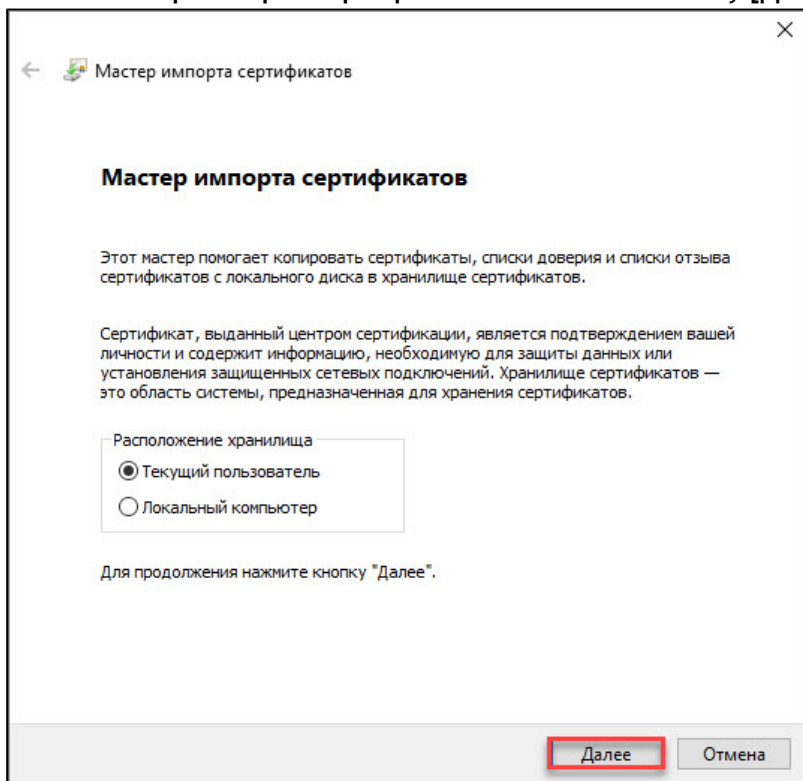 Мастер импорта сертификатов
Мастер импорта сертификатов
Этот мастер помогает копировать сертификаты, списки доверия и списки отзыва
сертификатов с локального диска в хранилище сертификатов.
Сертификат, выданный центром сертификации, является подтверждением вашей
личности и содержит информацию, необходимую для защиты данных или
установления защищенных сетевых подключений. Хранилище сертификатов —
это область системы, предназначенная для хранения сертификатов.
Расположение хранилища
Текущий пользователь
Локальный компьютер
Для продолжения нажмите кнопку "Далее".
Далее
Отмена